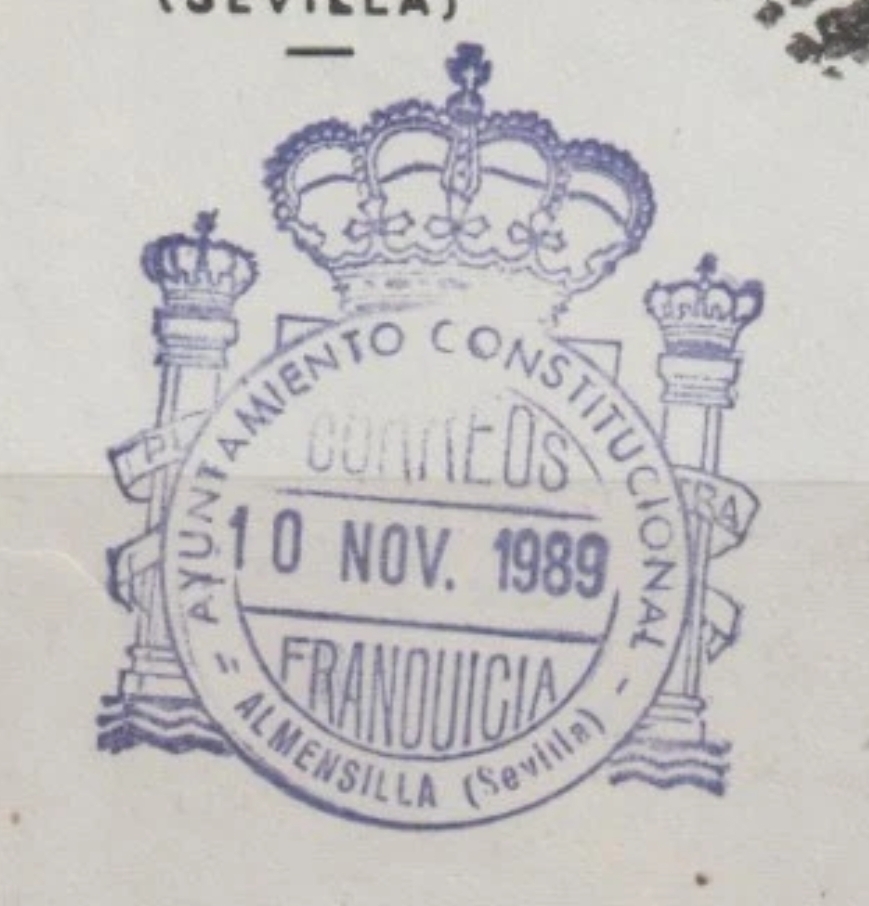 (SEVILLA)
AYUNTAMIENTO CONSTITUCIONAL
CORREOS
10 NOV. 1989
FRANQUICIA
= ALMENSILLA (Sevilla) -